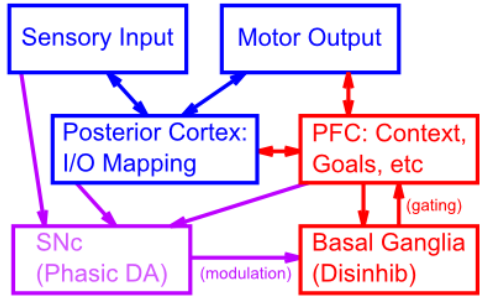 Sensory Input
Motor Output
Posterior Cortex:
I/O Mapping
PFC: Context,
Goals, etc
(gating)
SNc
(Phasic DA)
(modulation)
Basal Ganglia
(Disinhib)